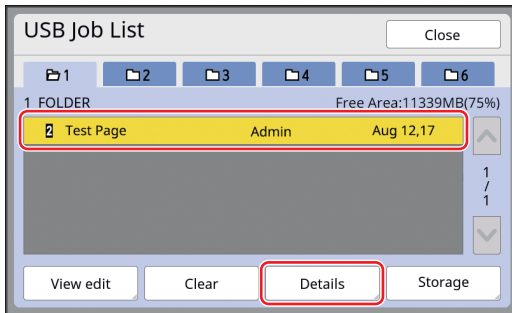 USB Job List
Close
1 2 3 4 5 6
1 FOLDER Free Area:11339MB(75%)
2 Test Page Admin Aug 12,17
1
/
1
View edit Clear Details Storage